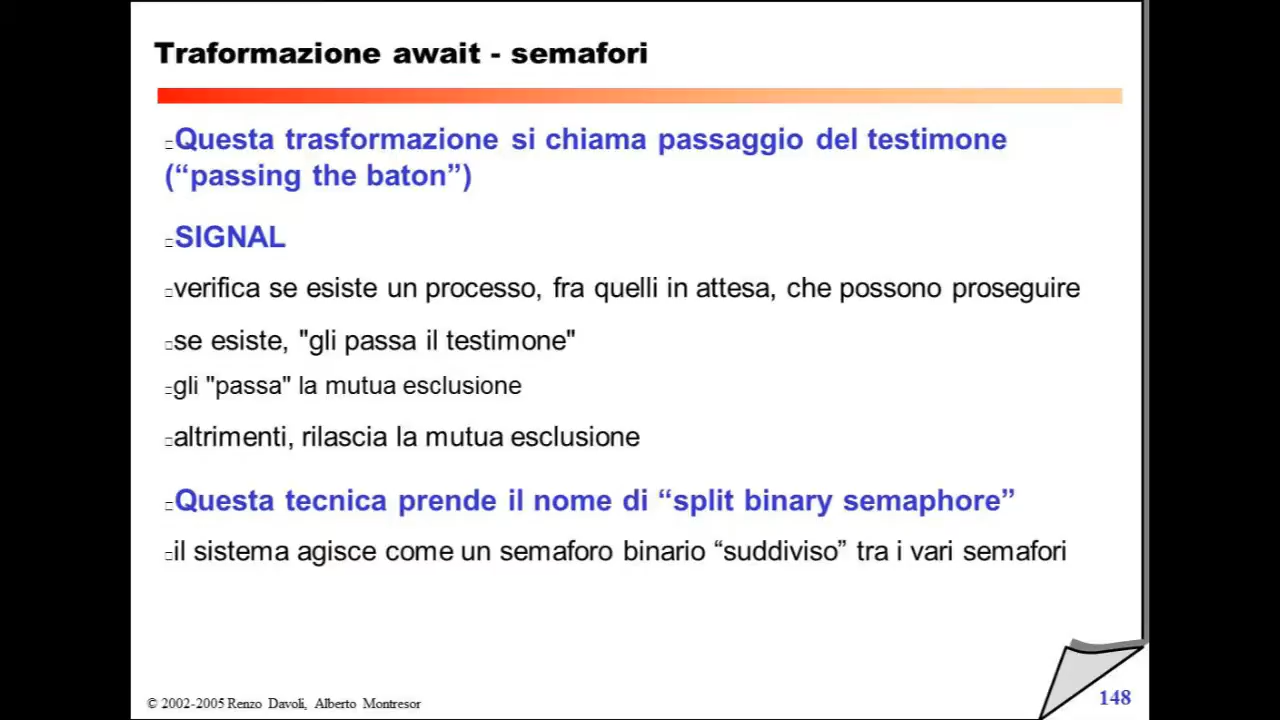 Traformazione await - semafori
Questa trasformazione si chiama passaggio del testimone
(“passing the baton”)
SIGNAL
verifica se esiste un processo, fra quelli in attesa, che possono proseguire
se esiste, "gli passa il testimone"
gli "passa" la mutua esclusione
altrimenti, rilascia la mutua esclusione
Questa tecnica prende il nome di “split binary semaphore”
il sistema agisce come un semaforo binario “suddiviso” tra i vari semafori
© 2002-2005 Renzo Davoli, Alberto Montresor
148